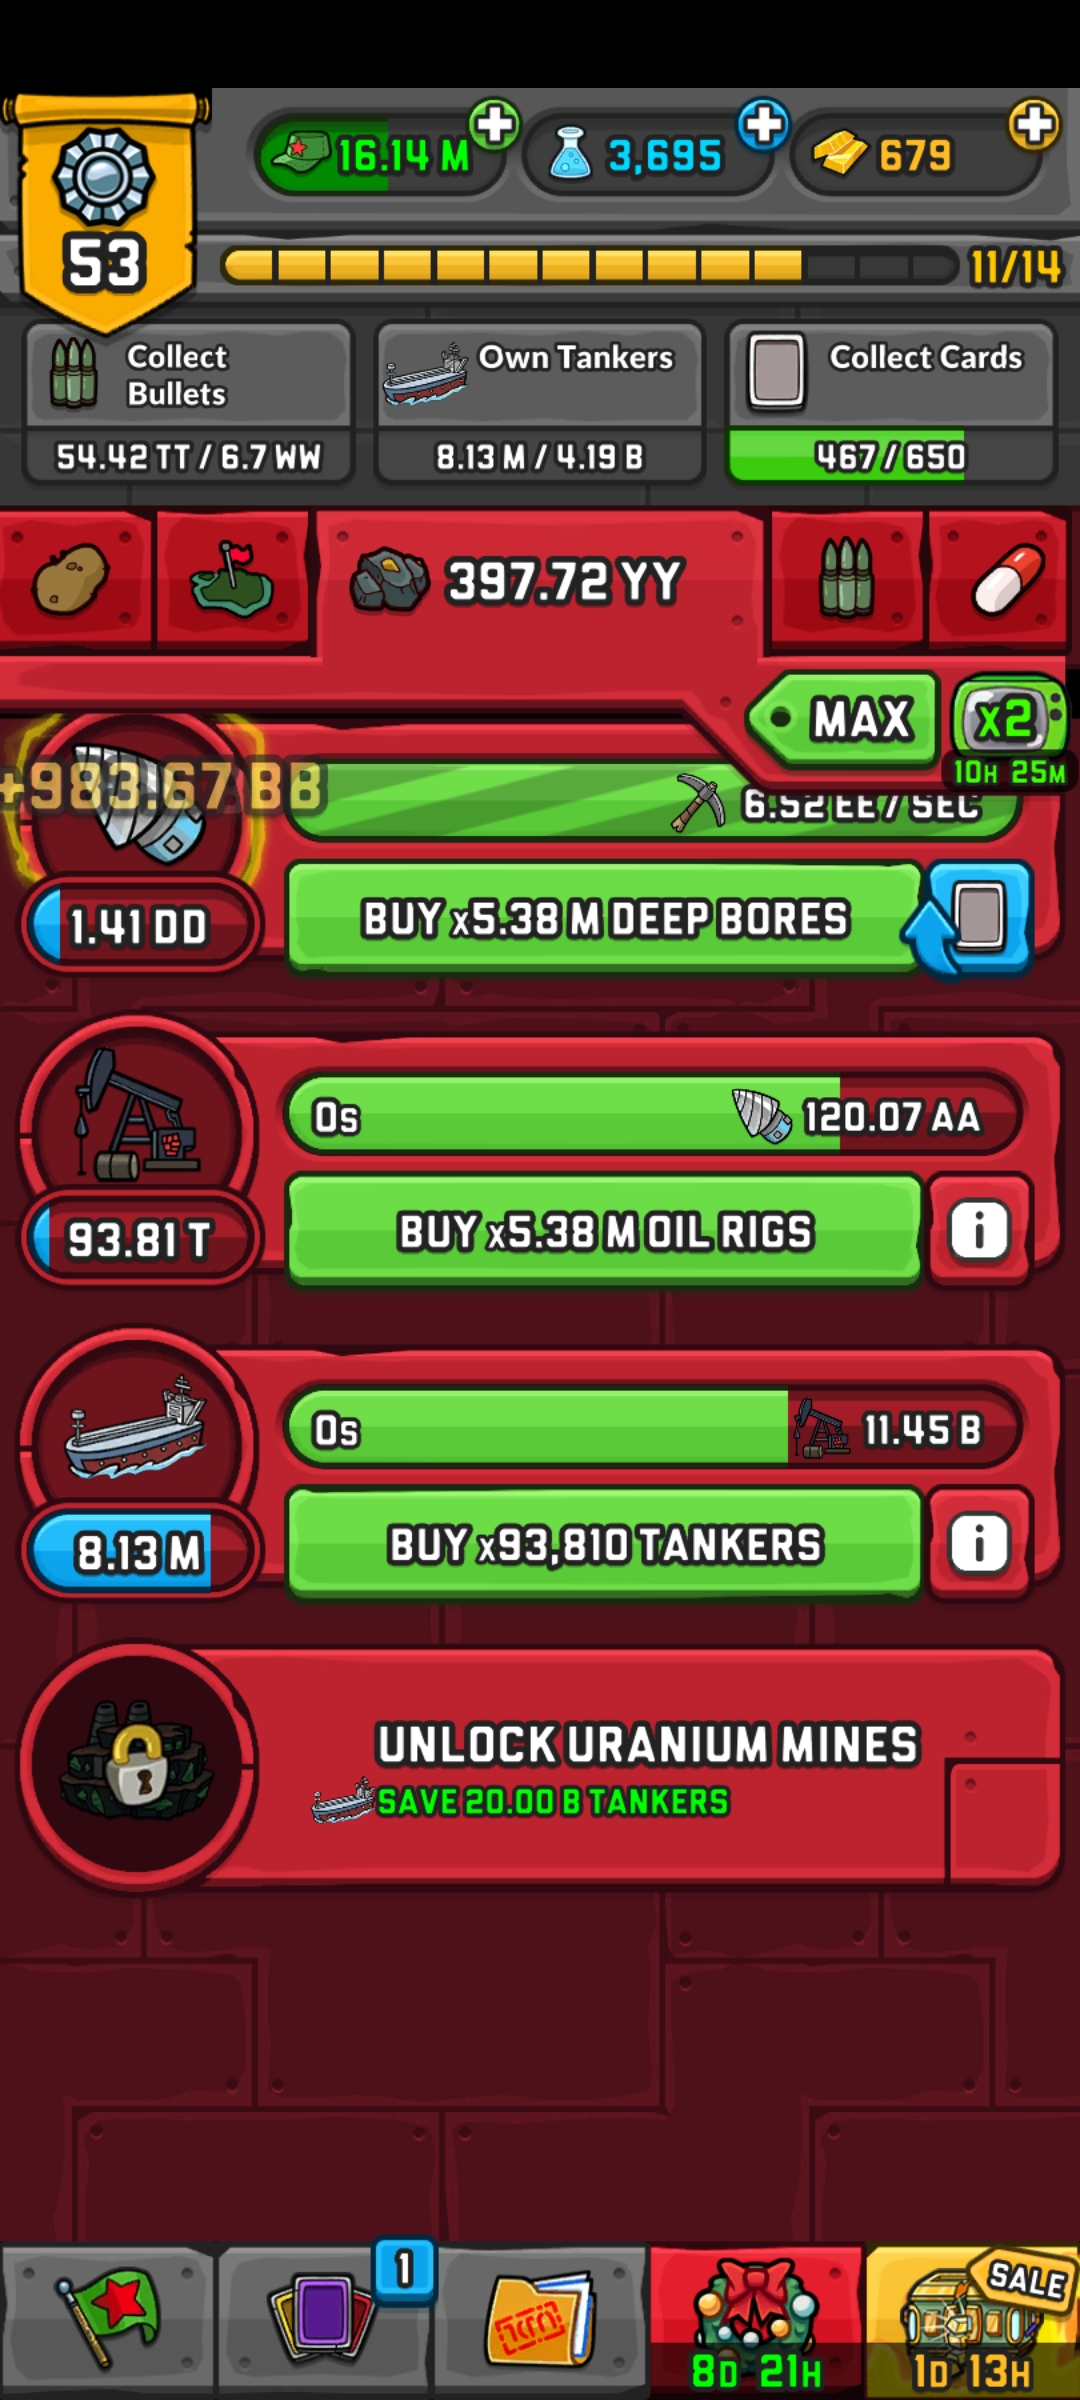 16.14 M
3,695
679
53
11/14
Collect
Bullets
Own Tankers
Collect Cards
54.42 TT / 6.7 WW
8.13 M / 4.19 B
467 / 650
397.72 YY
MAX
x2
10H 25M
+983.67 BB
6.52 EE / SEC
1.41 DD
BUY x5.38 M DEEP BORES
0s
120.07 AA
93.81 T
BUY x5.38 M OIL RIGS
i
0s
11.45 B
8.13 M
BUY x93,810 TANKERS
i
UNLOCK URANIUM MINES
SAVE 20.00 B TANKERS
1
SALE
8D 21H
1D 13H